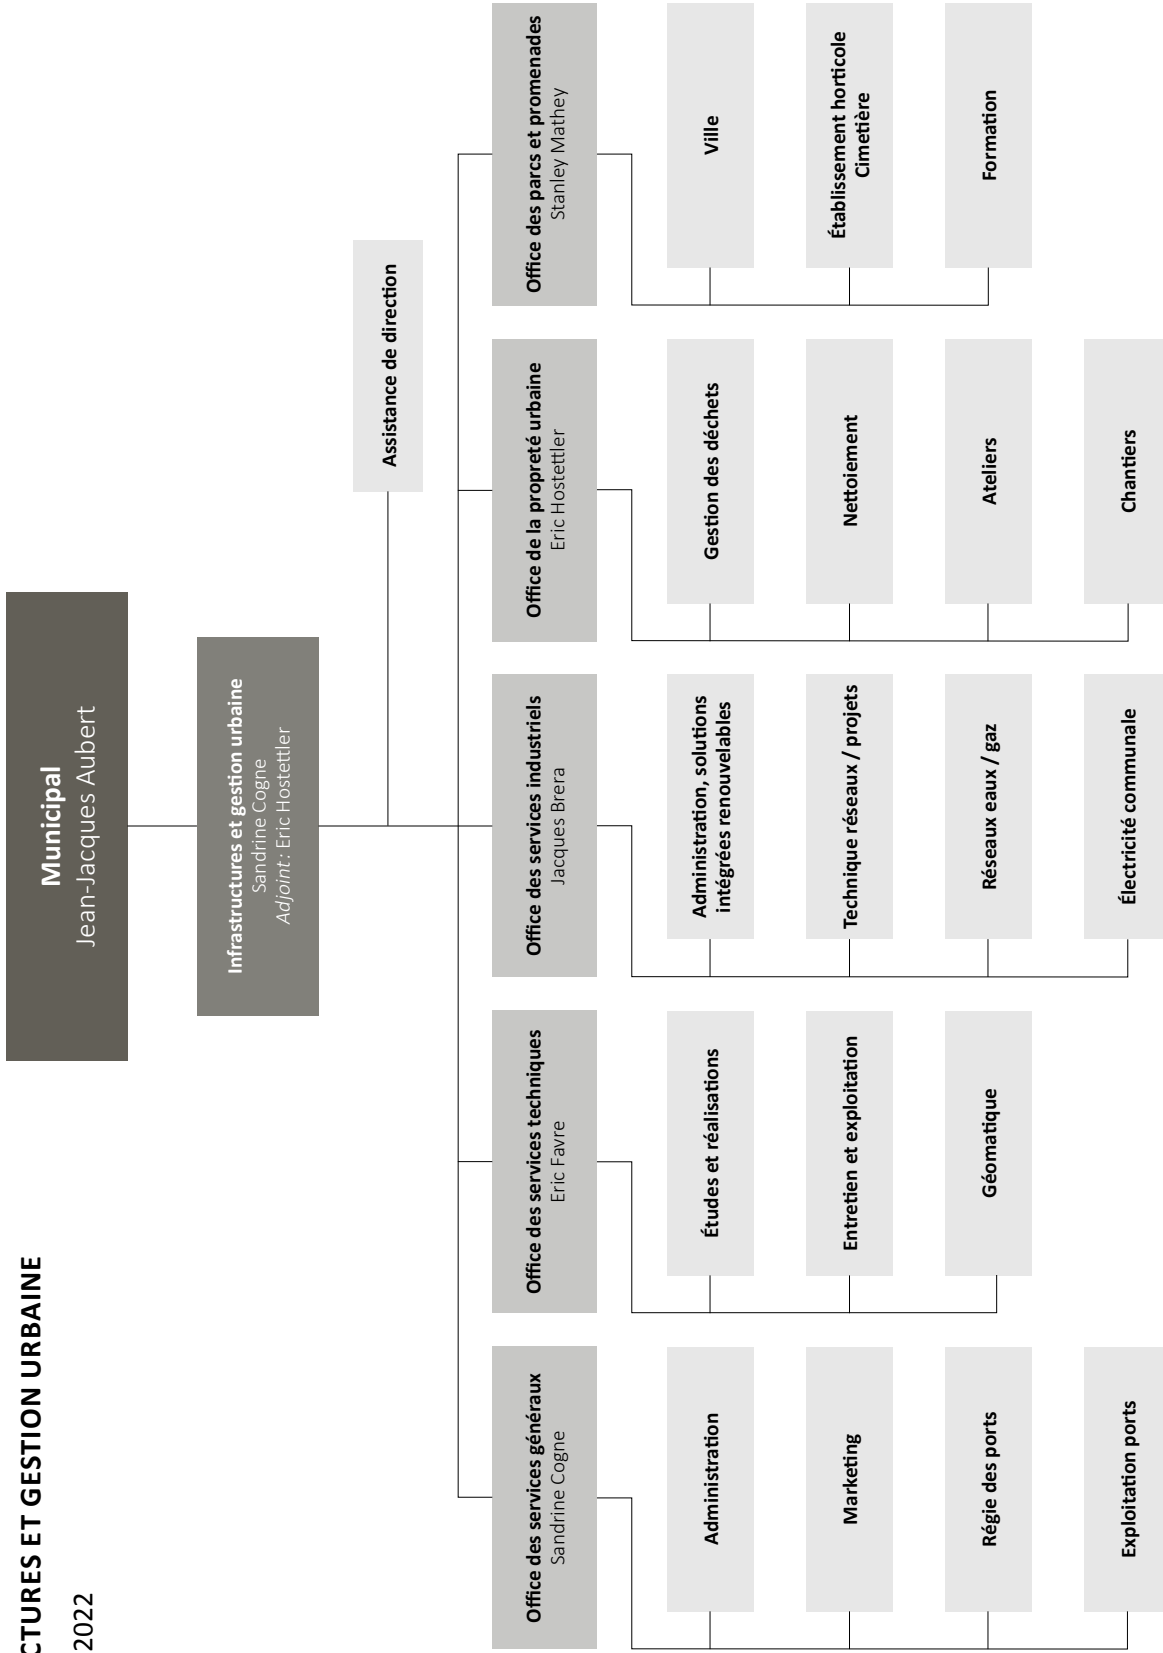 CTURES ET GESTION URBAINE
2022
Municipal
Jean-Jacques Aubert
Infrastructures et gestion urbaine
Sandrine Cogne
Adjoint : Eric Hostettler
Assistance de direction
Office des services généraux
Sandrine Cogne
Administration
Marketing
Régie des ports
Exploitation ports
Office des services techniques
Eric Favre
Études et réalisations
Entretien et exploitation
Géomatique
Office des services industriels
Jacques Brera
Administration, solutions
intégrées renouvelables
Technique réseaux / projets
Réseaux eaux / gaz
Électricité communale
Office de la propreté urbaine
Eric Hostettler
Gestion des déchets
Nettoiement
Ateliers
Chantiers
Office des parcs et promenades
Stanley Mathey
Ville
Établissement horticole
Cimetière
Formation